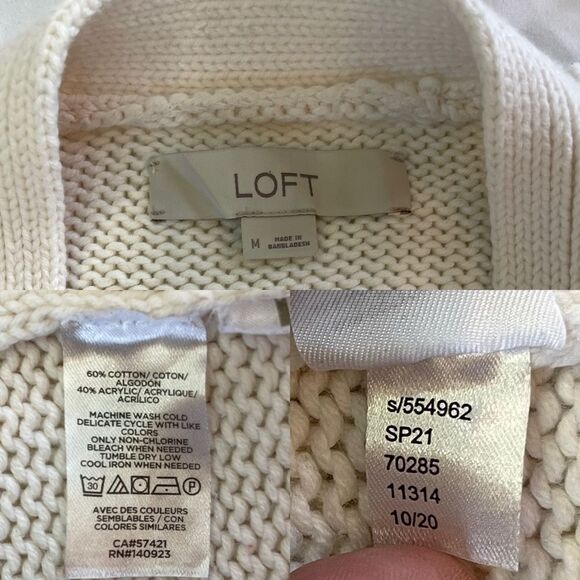 LOFT
M
MADE IN
BANGLADESH
60% COTTON/ COTON/
ALGODÓN
40% ACRYLIC/ ACRYLIQUE/
ACRÍLICO
MACHINE WASH COLD
DELICATE CYCLE WITH LIKE
COLORS
ONLY NON-CHLORINE
BLEACH WHEN NEEDED
TUMBLE DRY LOW
COOL IRON WHEN NEEDED
30 P
AVEC DES COULEURS
SEMBLABLES / CON
COLORES SIMILARES
CA#57421
RN#140923
s/554962
SP21
70285
11314
10/20